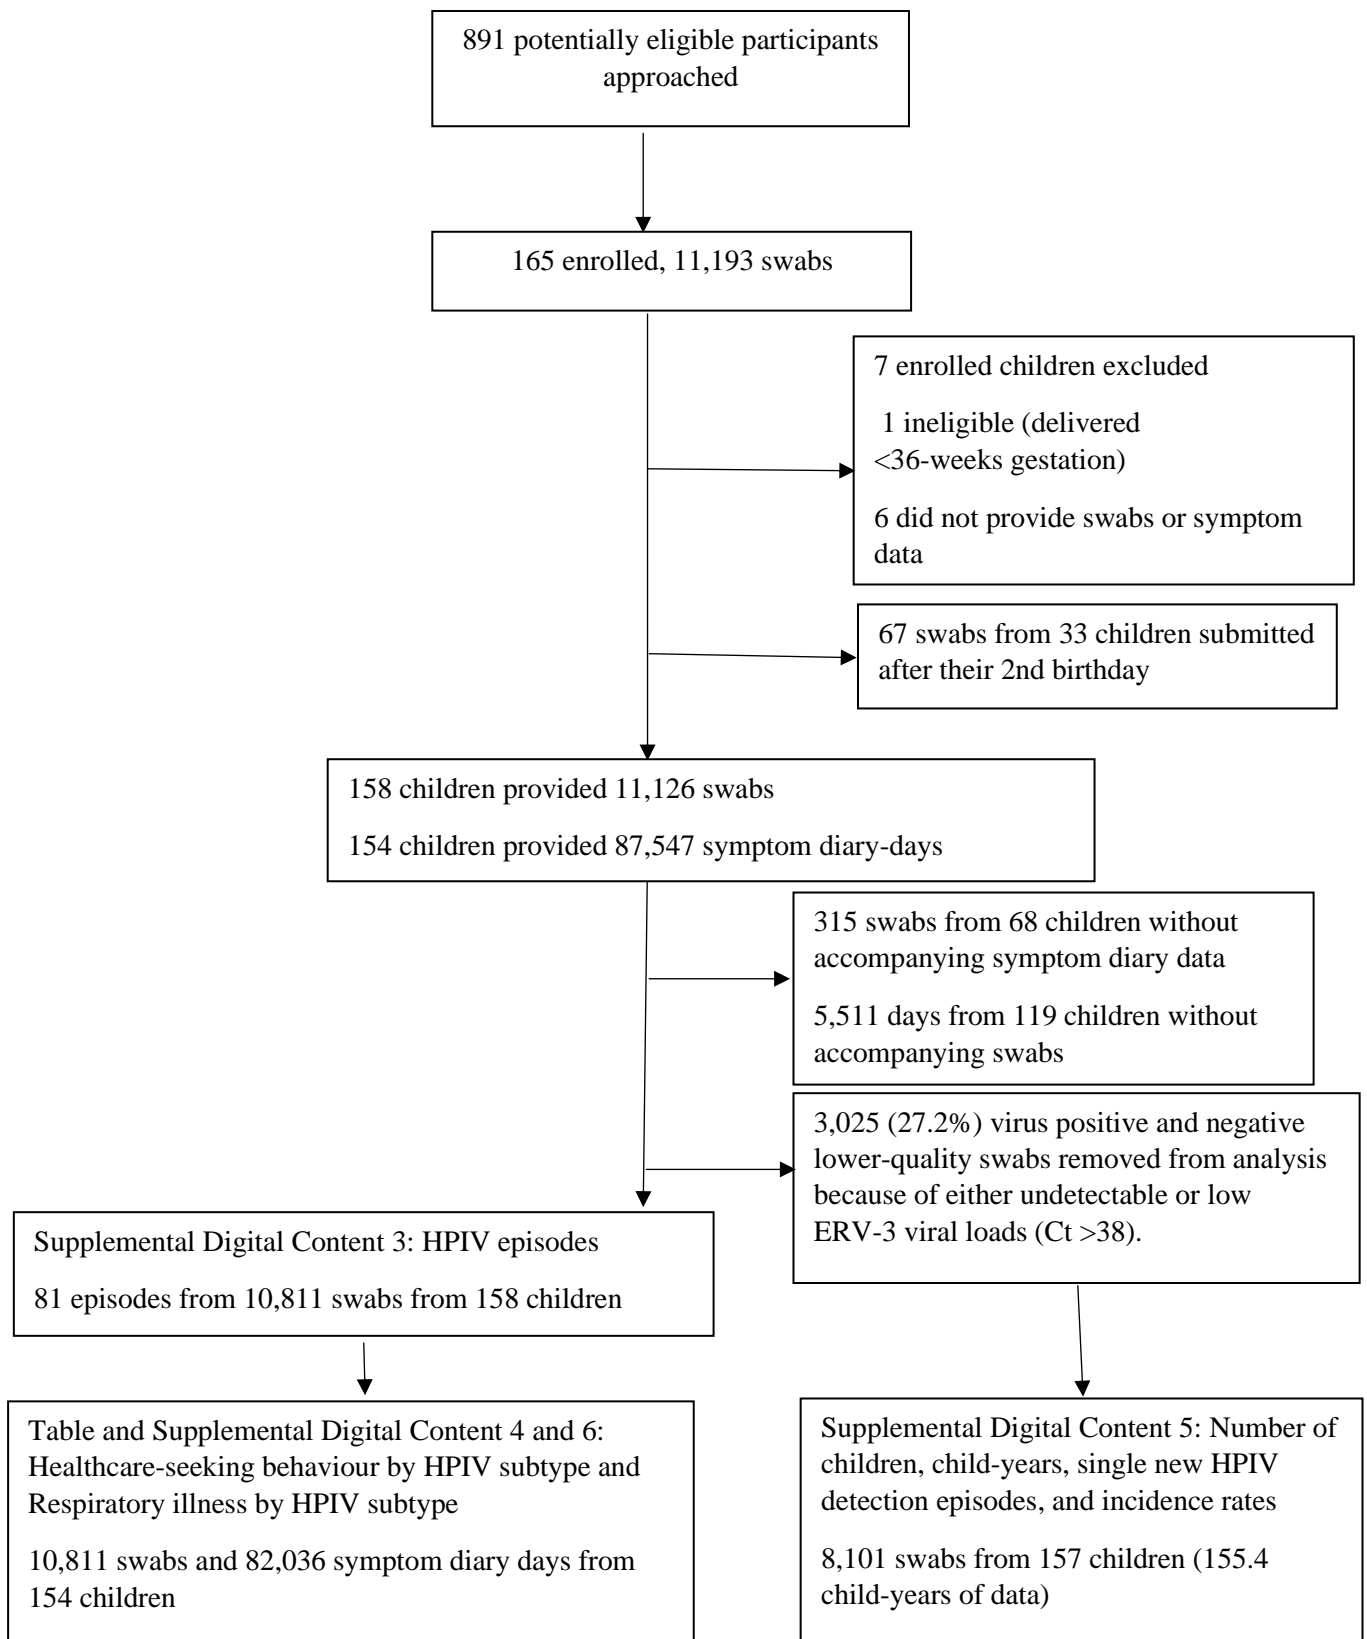 891 potentially eligible participants
approached
165 enrolled, 11,193 swabs
7 enrolled children excluded
1 ineligible (delivered
<36-weeks gestation)
6 did not provide swabs or symptom
data
67 swabs from 33 children submitted
after their 2nd birthday
158 children provided 11,126 swabs
154 children provided 87,547 symptom diary-days
315 swabs from 68 children without
accompanying symptom diary data
5,511 days from 119 children without
accompanying swabs
3,025 (27.2%) virus positive and negative
lower-quality swabs removed from analysis
because of either undetectable or low
ERV-3 viral loads (Ct >38).
Supplemental Digital Content 3: HPIV episodes
81 episodes from 10,811 swabs from 158 children
Table and Supplemental Digital Content 4 and 6:
Healthcare-seeking behaviour by HPIV subtype and
Respiratory illness by HPIV subtype
10,811 swabs and 82,036 symptom diary days from
154 children
Supplemental Digital Content 5: Number of
children, child-years, single new HPIV
detection episodes, and incidence rates
8,101 swabs from 157 children (155.4
child-years of data)